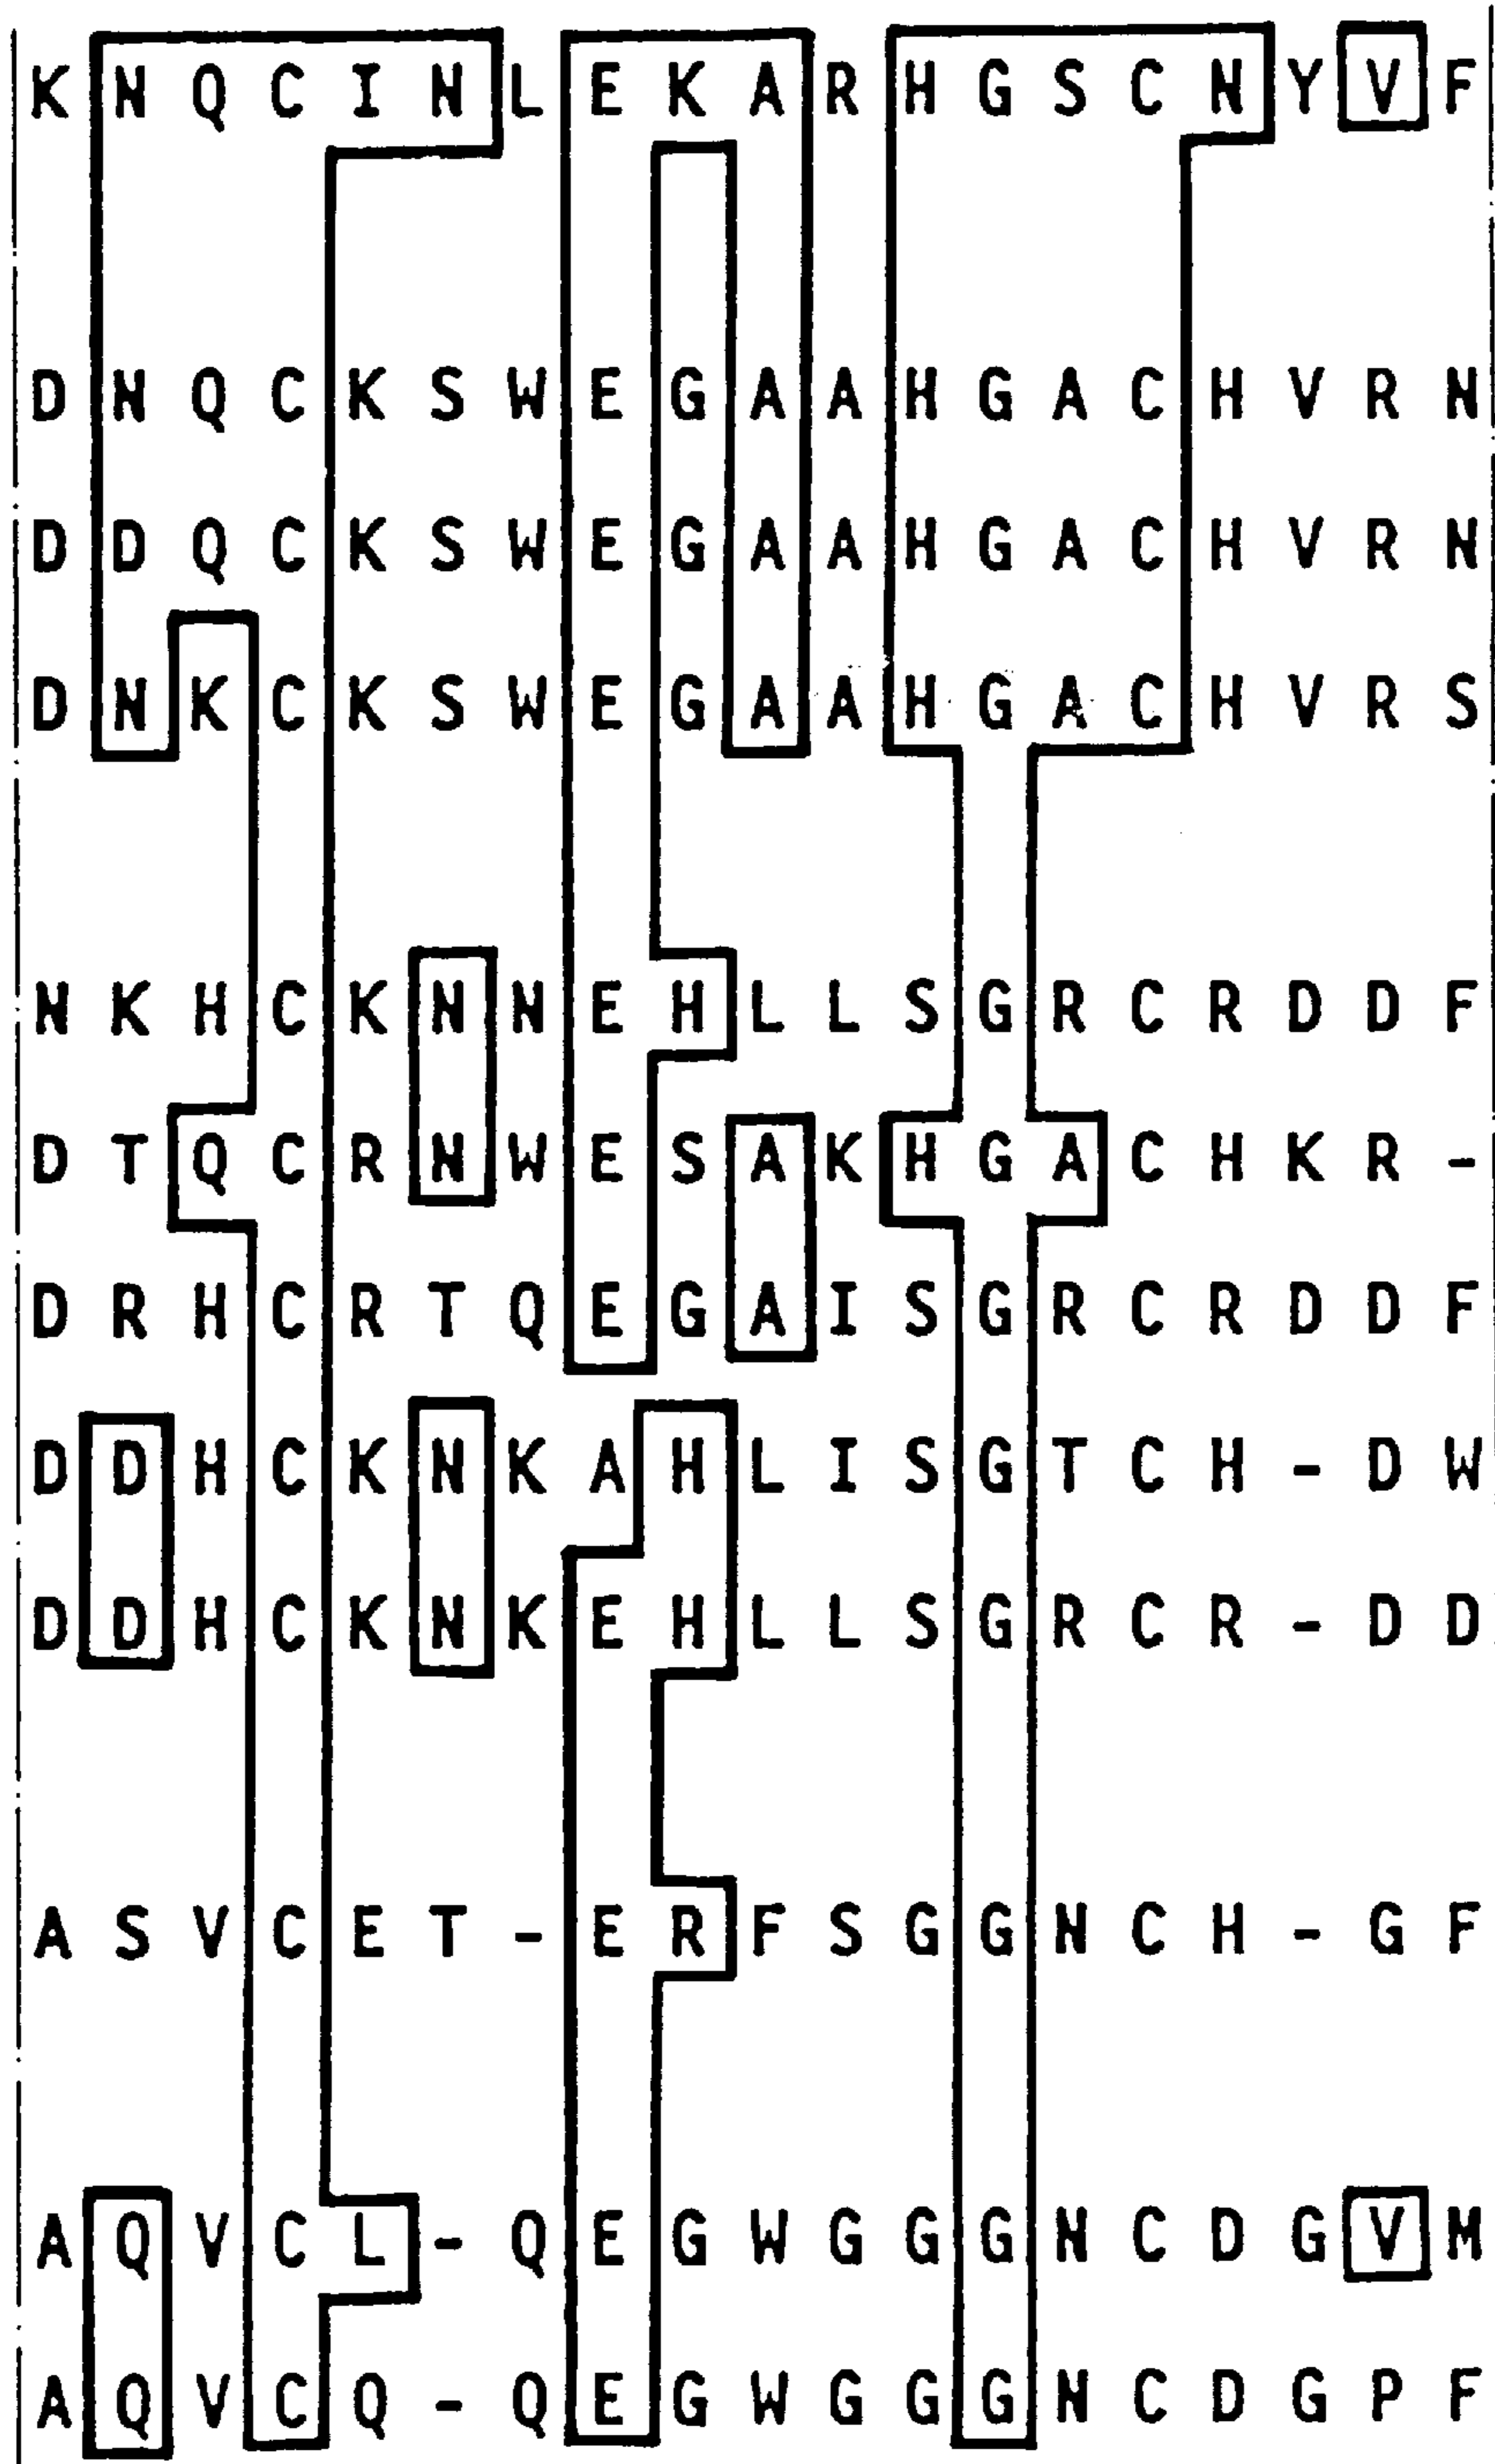 K N Q C I N L E K A R H G S C N Y V F
D N Q C K S W E G A A H G A C H V R N
D D Q C K S W E G A A H G A C H V R N
D N K C K S W E G A A H G A C H V R S
N K H C K N N E H L L S G R C R D D F
D T Q C R N W E S A K H G A C H K R -
D R H C R T Q E G A I S G R C R D D F
D D H C K N K A H L I S G T C H - D W
D D H C K N K E H L L S G R C R - D D
A S V C E T - E R F S G G N C H - G F
A Q V C L - Q E G W G G G N C D G V M
A Q V C Q - Q E G W G G G N C D G P F